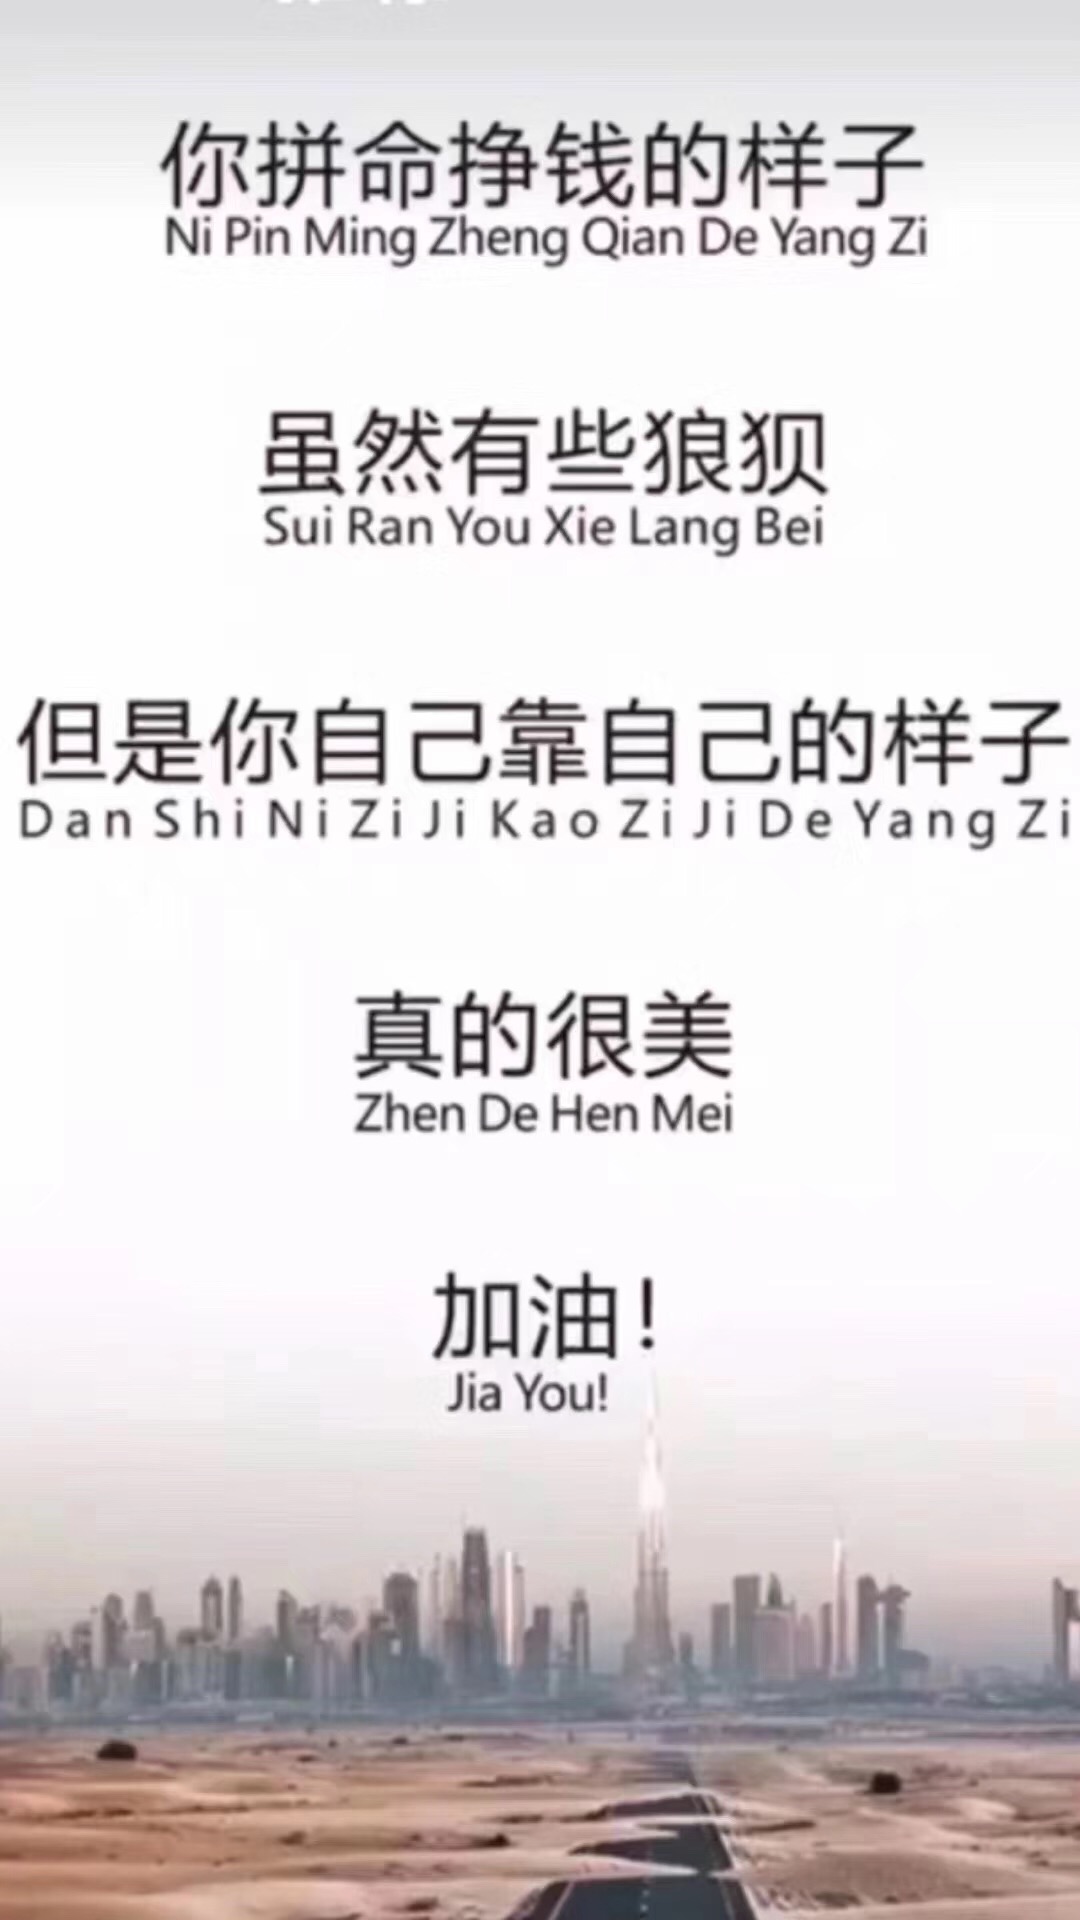 你拼命挣钱的样子
Ni Pin Ming Zheng Qian De Yang Zi
虽然有些狼狈
Sui Ran You Xie Lang Bei
但是你自己靠自己的样子
Dan Shi Ni Zi Ji Kao Zi Ji De Yang Zi
真的很美
Zhen De Hen Mei
加油！
Jia You!